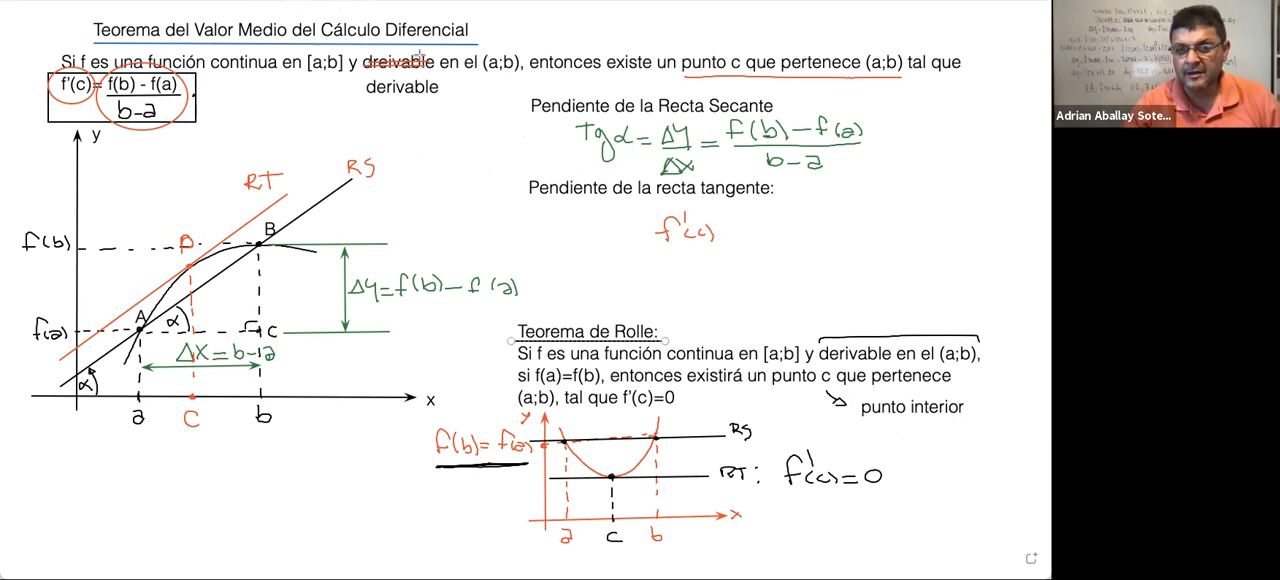 Teorema del Valor Medio del Cálculo Diferencial
Si f es una función continua en [a;b] y dreivable en el (a;b), entonces existe un punto c que pertenece (a;b) tal que
derivable
f'(c)= f(b) - f(a)
b-a
Pendiente de la Recta Secante
Tg α = Δy = f(b) - f(a)
Δx b-a
Pendiente de la recta tangente:
f'(c)
y
RT
RS
f(b)
P
B
Δy=f(b)-f(a)
f(a)
A
α
C
Δx=b-a
α
a
c
b
x
Teorema de Rolle:
Si f es una función continua en [a;b] y derivable en el (a;b),
si f(a)=f(b), entonces existirá un punto c que pertenece
(a;b), tal que f'(c)=0
punto interior
y
f(b)=f(a)
RS
RT: f'(c)=0
x
a
c
b
Adrian Aballay Sote...